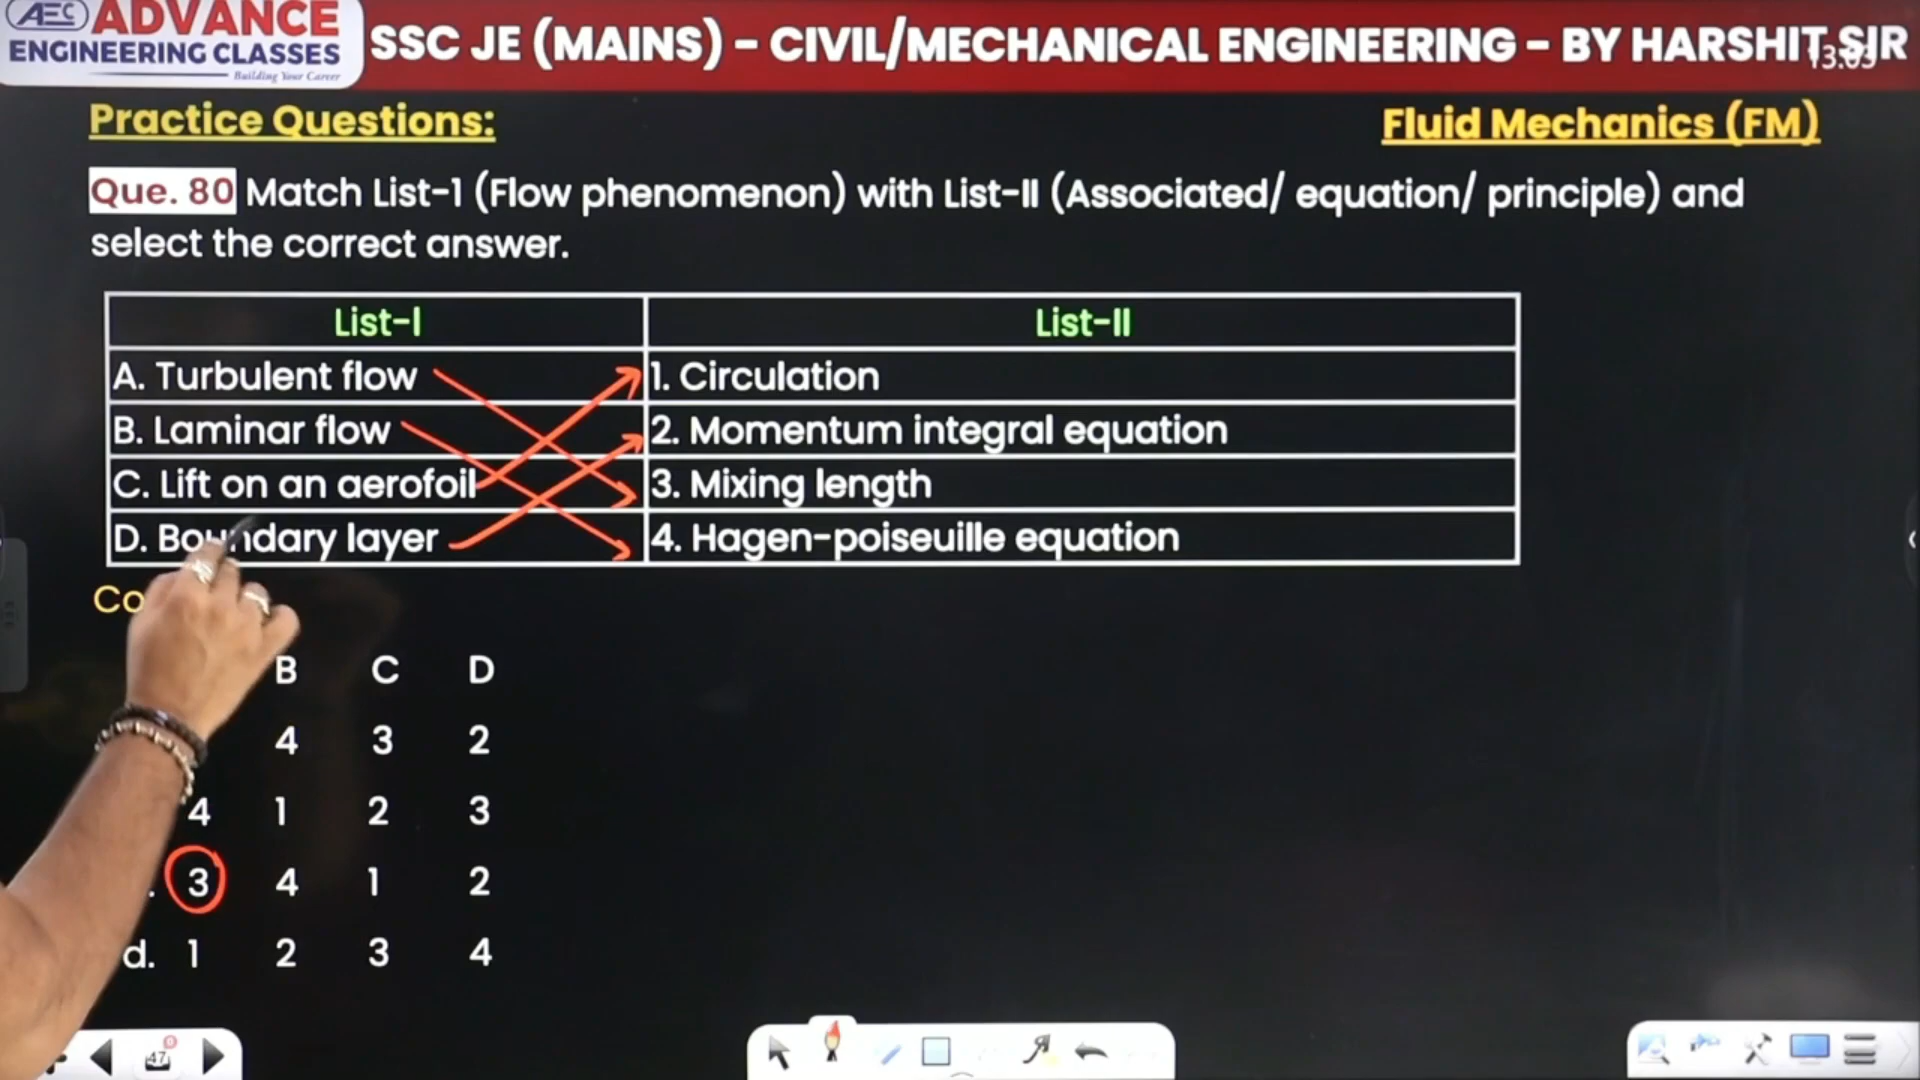 AEC ADVANCE
ENGINEERING CLASSES
Building Your Career
SSC JE (MAINS) - CIVIL/MECHANICAL ENGINEERING - BY HARSHIT SIR
Practice Questions:
Fluid Mechanics (FM)
Que. 80 Match List-I (Flow phenomenon) with List-II (Associated/ equation/ principle) and
select the correct answer.
List-I List-II
A. Turbulent flow 1. Circulation
B. Laminar flow 2. Momentum integral equation
C. Lift on an aerofoil 3. Mixing length
D. Boundary layer 4. Hagen-poiseuille equation
B C D
4 3 2
4 1 2 3
3 4 1 2
d. 1 2 3 4
47